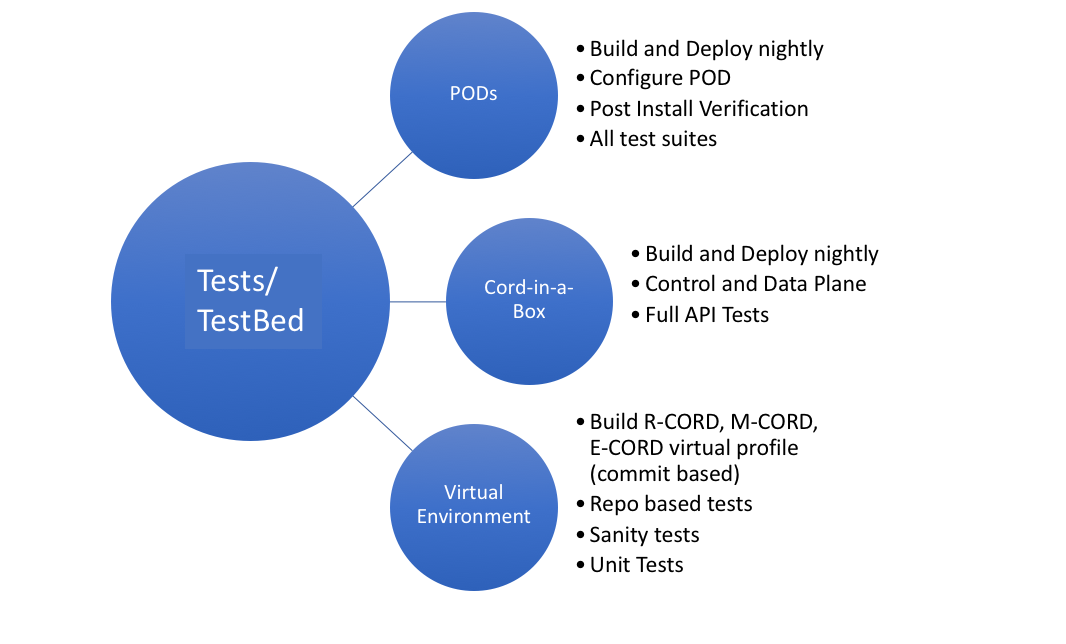 PODs
• Build and Deploy nightly
• Configure POD
• Post Install Verification
• All test suites
Tests/
TestBed
Cord-in-a-
Box
• Build and Deploy nightly
• Control and Data Plane
• Full API Tests
Virtual
Environment
• Build R-CORD, M-CORD,
E-CORD virtual profile
(commit based)
• Repo based tests
• Sanity tests
• Unit Tests